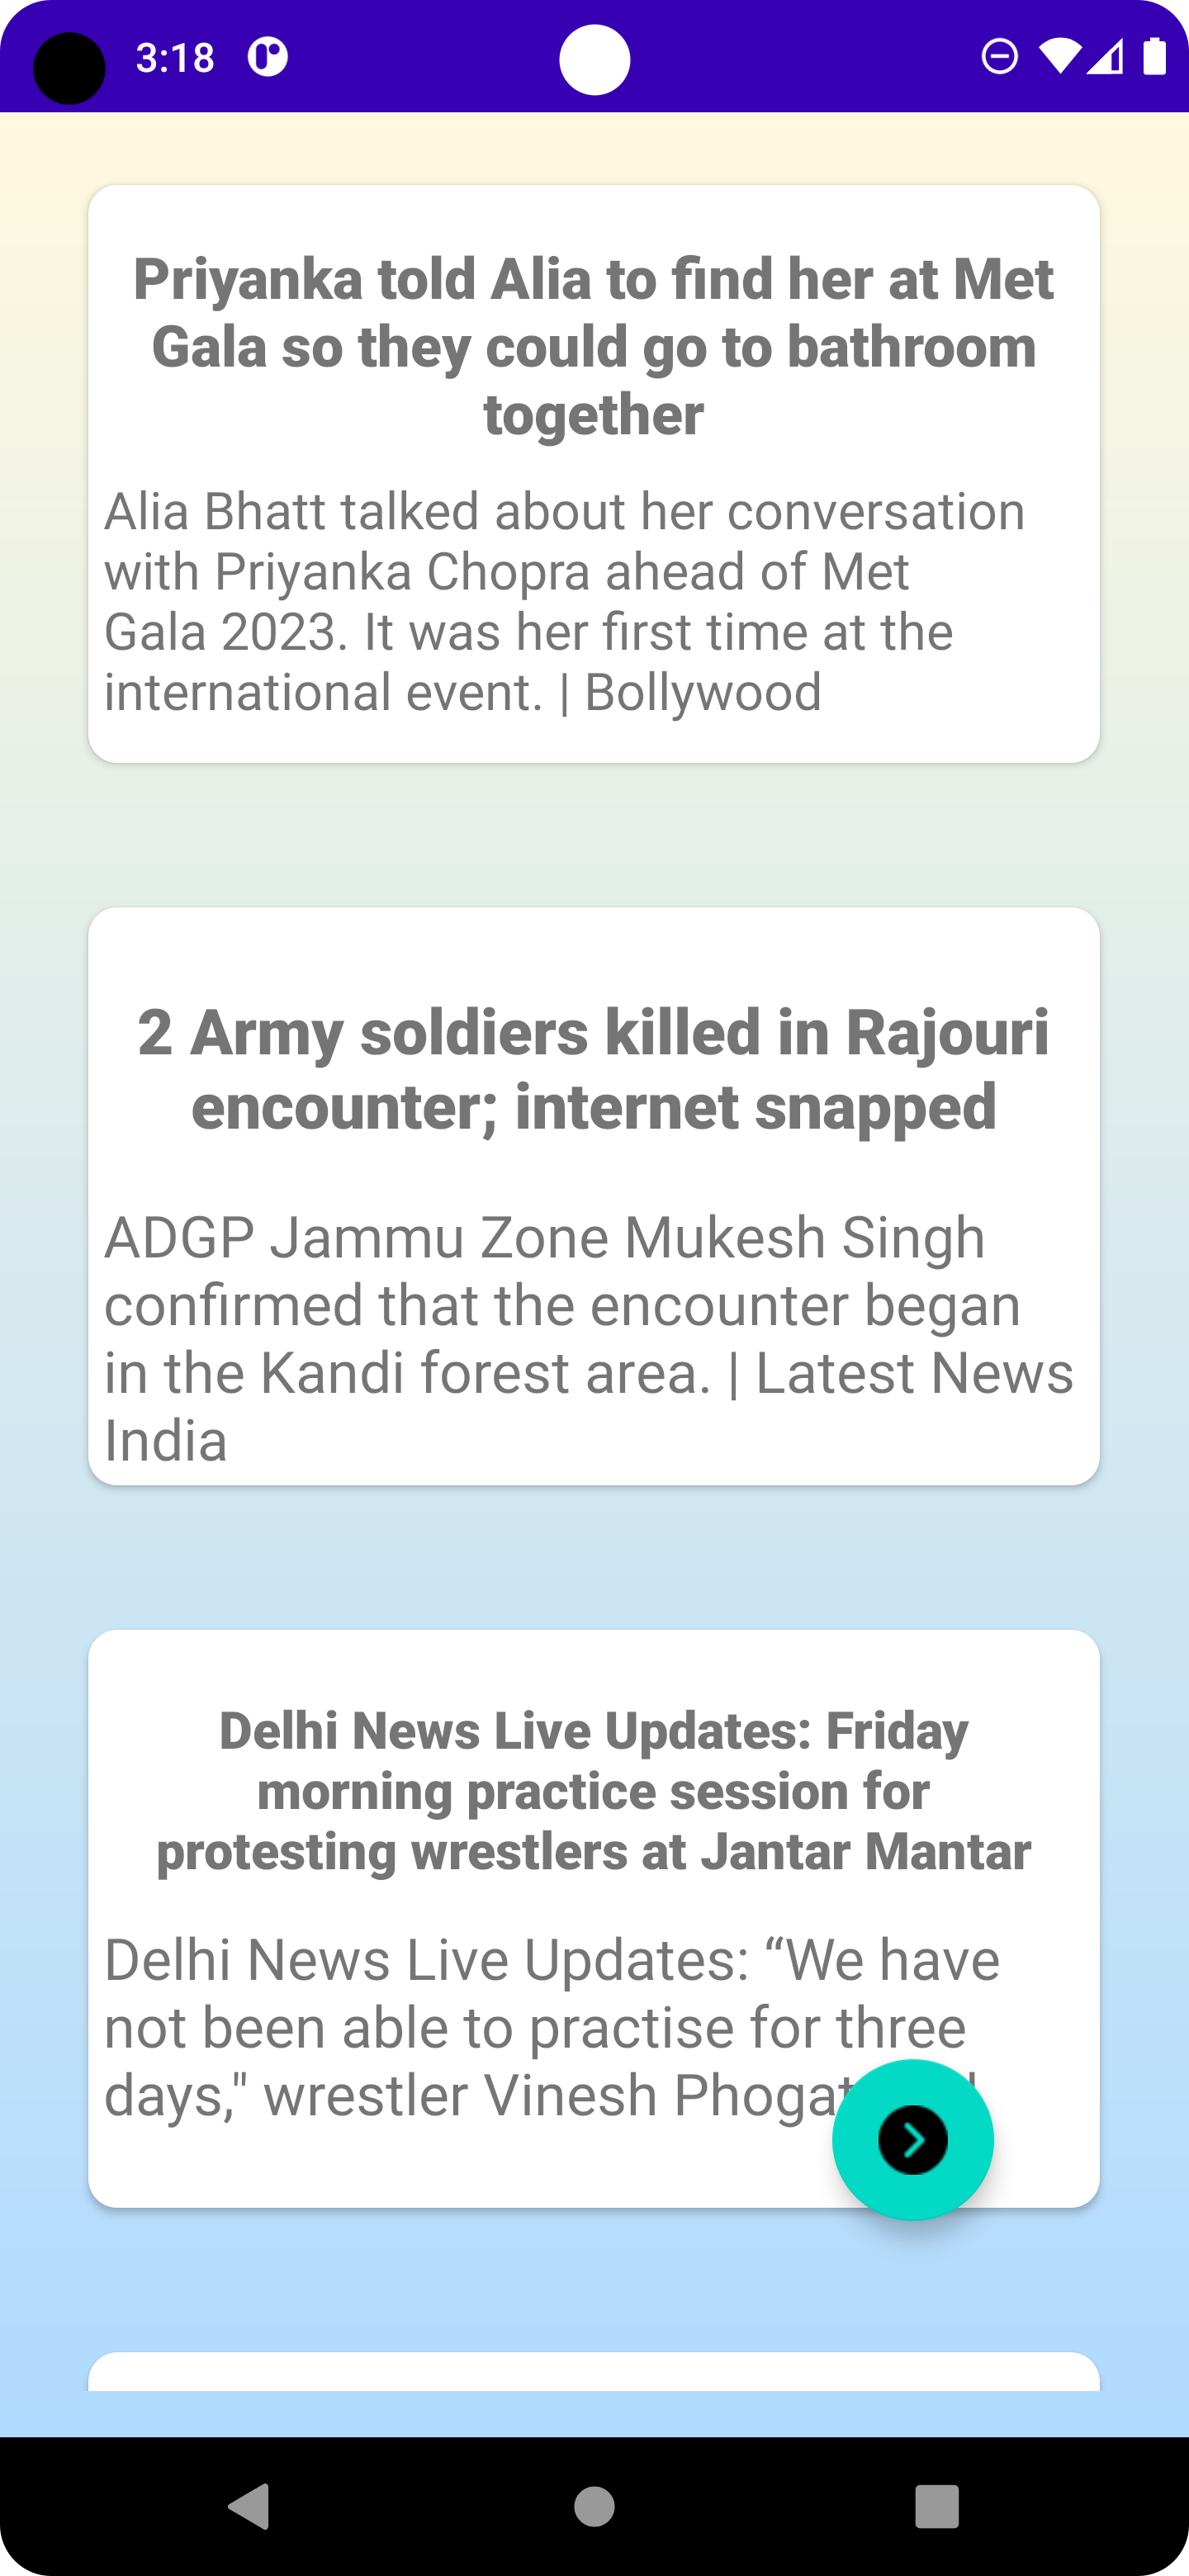 3:18
Priyanka told Alia to find her at Met
Gala so they could go to bathroom
together
Alia Bhatt talked about her conversation
with Priyanka Chopra ahead of Met
Gala 2023. It was her first time at the
international event. | Bollywood
2 Army soldiers killed in Rajouri
encounter; internet snapped
ADGP Jammu Zone Mukesh Singh
confirmed that the encounter began
in the Kandi forest area. | Latest News
India
Delhi News Live Updates: Friday
morning practice session for
protesting wrestlers at Jantar Mantar
Delhi News Live Updates: “We have
not been able to practise for three
days," wrestler Vinesh Phogat